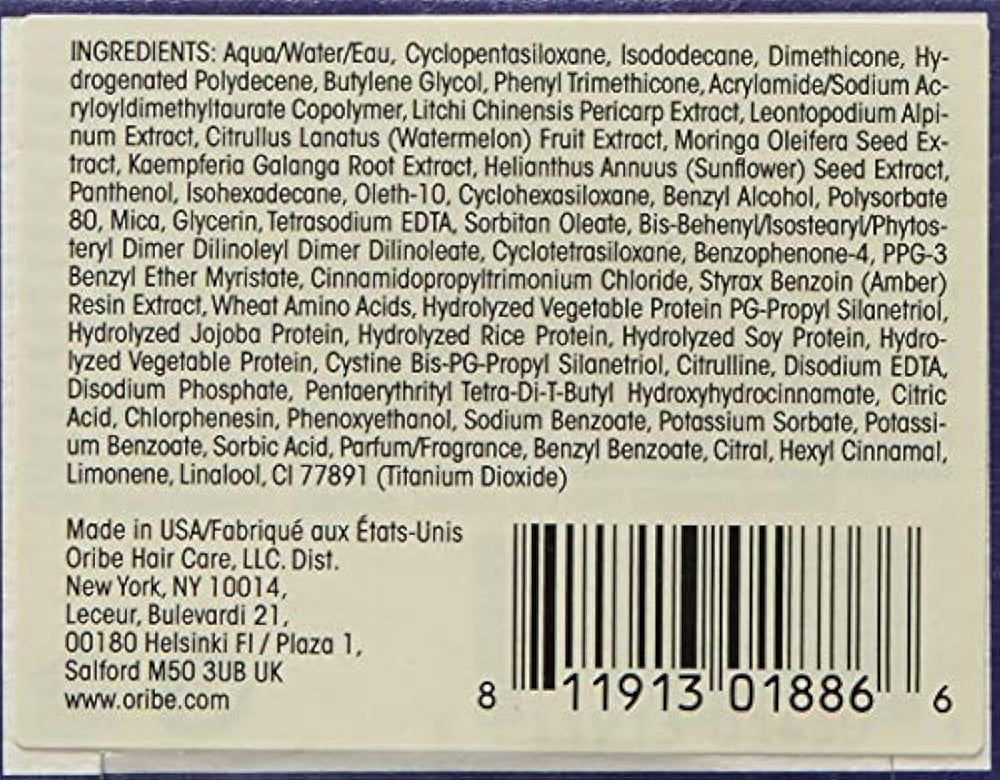 INGREDIENTS: Aqua/Water/Eau, Cyclopentasiloxane, Isododecane, Dimethicone, Hy-
drogenated Polydecene, Butylene Glycol, Phenyl Trimethicone, Acrylamide/Sodium Ac-
ryloyldimethyltaurate Copolymer, Litchi Chinensis Pericarp Extract, Leontopodium Alpi-
num Extract, Citrullus Lanatus (Watermelon) Fruit Extract, Moringa Oleifera Seed Ex-
tract, Kaempferia Galanga Root Extract, Helianthus Annuus (Sunflower) Seed Extract,
Panthenol, Isohexadecane, Oleth-10, Cyclohexasiloxane, Benzyl Alcohol, Polysorbate
80, Mica, Glycerin, Tetrasodium EDTA, Sorbitan Oleate, Bis-Behenyl/Isostearyl/Phytos-
teryl Dimer Dilinoleyl Dimer Dilinoleate, Cyclotetrasiloxane, Benzophenone-4, PPG-3
Benzyl Ether Myristate, Cinnamidopropyltrimonium Chloride, Styrax Benzoin (Amber)
Resin Extract, Wheat Amino Acids, Hydrolyzed Vegetable Protein PG-Propyl Silanetriol,
Hydrolyzed Jojoba Protein, Hydrolyzed Rice Protein, Hydrolyzed Soy Protein, Hydro-
lyzed Vegetable Protein, Cystine Bis-PG-Propyl Silanetriol, Citrulline, Disodium EDTA,
Disodium Phosphate, Pentaerythrityl Tetra-Di-T-Butyl Hydroxyhydrocinnamate, Citric
Acid, Chlorphenesin, Phenoxyethanol, Sodium Benzoate, Potassium Sorbate, Potassi-
um Benzoate, Sorbic Acid, Parfum/Fragrance, Benzyl Benzoate, Citral, Hexyl Cinnamal,
Limonene, Linalool, CI 77891 (Titanium Dioxide)
Made in USA/Fabriqué aux États-Unis
Oribe Hair Care, LLC. Dist.
New York, NY 10014,
Leceur, Bulevardi 21,
00180 Helsinki FI / Plaza 1,
Salford M50 3UB UK
www.oribe.com
8 11913 01886 6